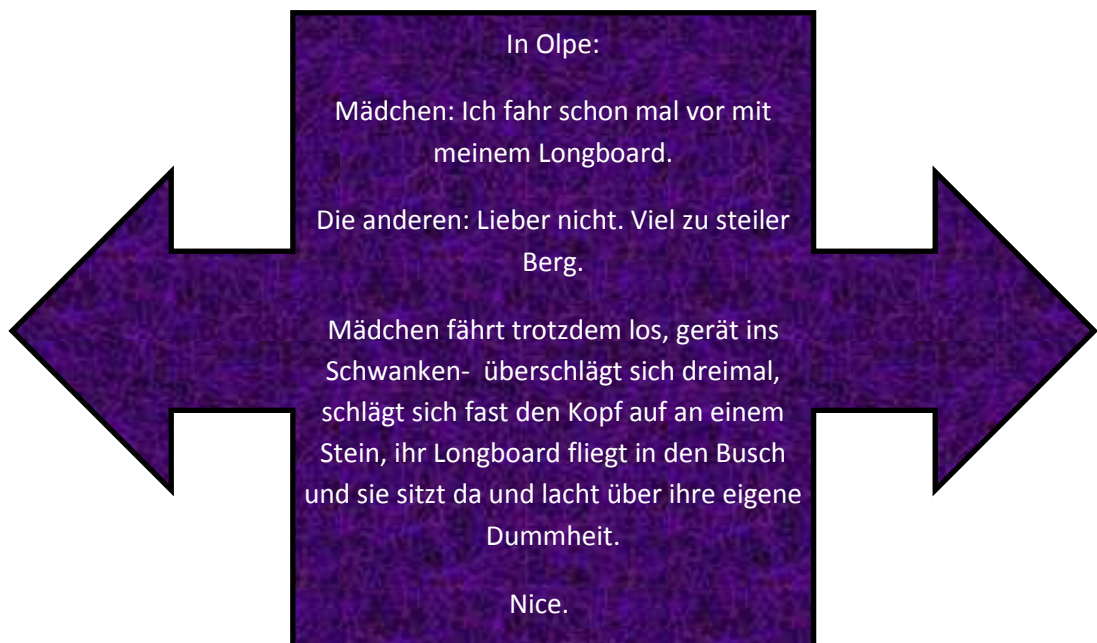 In Olpe:
Mädchen: Ich fahr schon mal vor mit
meinem Longboard.
Die anderen: Lieber nicht. Viel zu steiler
Berg.
Mädchen fährt trotzdem los, gerät ins
Schwanken-  überschlägt sich dreimal,
schlägt sich fast den Kopf auf an einem
Stein, ihr Longboard fliegt in den Busch
und sie sitzt da und lacht über ihre eigene
Dummheit.
Nice.